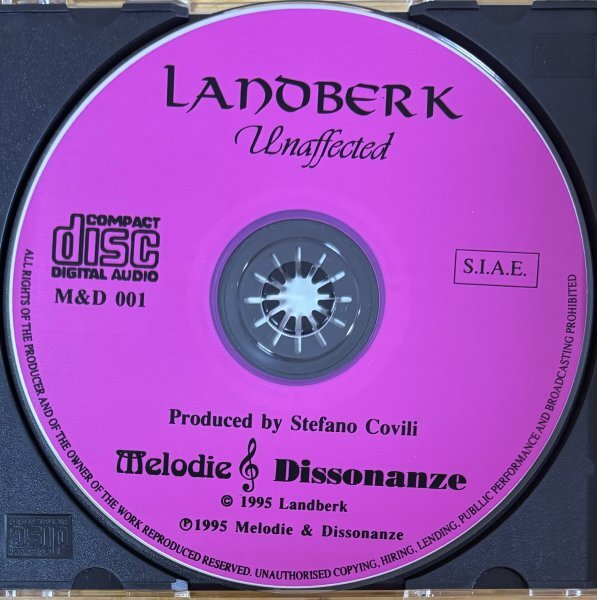 LANDBERK
Unaffected
COMPACT
disc
DIGITAL AUDIO
M&D 001
S.I.A.E.
Produced by Stefano Covili
Melodie Dissonanze
© 1995 Landberk
℗1995 Melodie & Dissonanze
ALL RIGHTS OF THE PRODUCER AND OF THE OWNER OF THE WORK REPRODUCED RESERVED. UNAUTHORISED COPYING, HIRING, LENDING, PUBLLIC PERFORMANCE AND BROADCASTING PROHIBITED
disc